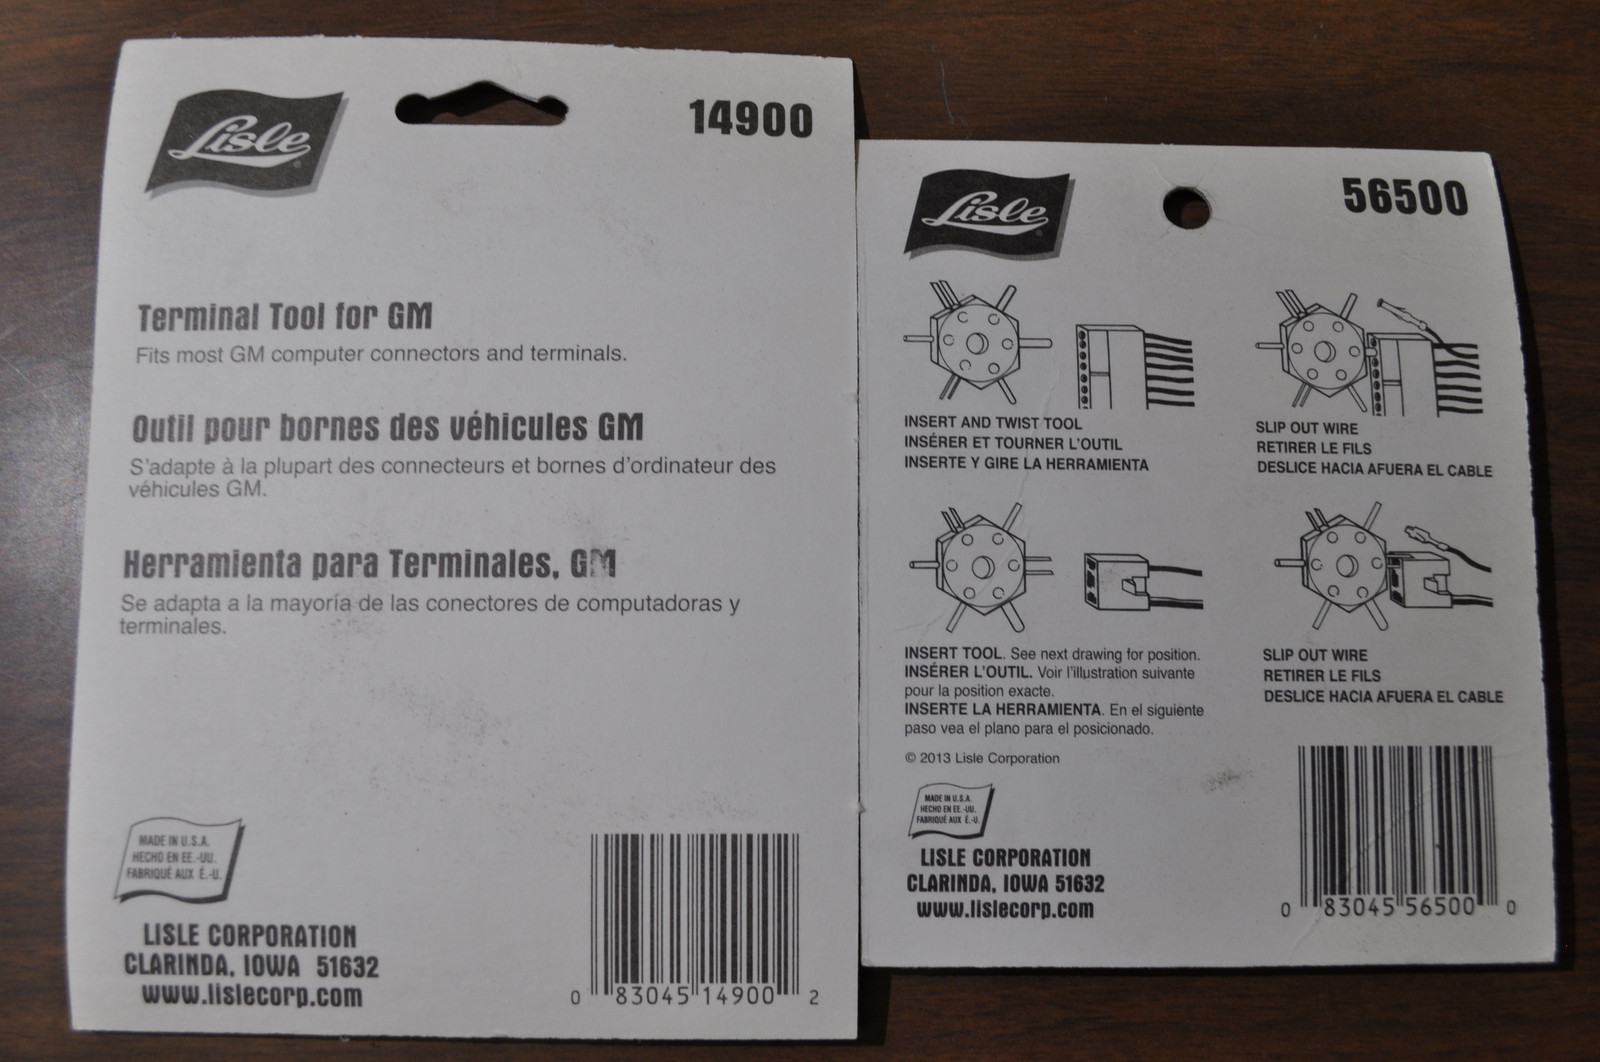 Lisle
14900
Terminal Tool for GM
Fits most GM computer connectors and terminals.
Outil pour bornes des véhicules GM
S'adapte à la plupart des connecteurs et bornes d'ordinateur des
véhicules GM.
Herramienta para Terminales, GM
Se adapta a la mayoría de las conectores de computadoras y
terminales.
MADE IN U.S.A.
HECHO EN EE.-UU.
FABRIQUÉ AUX É.-U.
LISLE CORPORATION
CLARINDA, IOWA 51632
www.lislecorp.com
0 83045 14900 2
Lisle
56500
INSERT AND TWIST TOOL
INSÉRER ET TOURNER L'OUTIL
INSERTE Y GIRE LA HERRAMIENTA
SLIP OUT WIRE
RETIRER LE FILS
DESLICE HACIA AFUERA EL CABLE
INSERT TOOL. See next drawing for position.
INSÉRER L'OUTIL. Voir l'illustration suivante
pour la position exacte.
INSERTE LA HERRAMIENTA. En el siguiente
paso vea el plano para el posicionado.
SLIP OUT WIRE
RETIRER LE FILS
DESLICE HACIA AFUERA EL CABLE
© 2013 Lisle Corporation
MADE IN U.S.A.
HECHO EN EE.-UU.
FABRIQUÉ AUX É.-U.
LISLE CORPORATION
CLARINDA, IOWA 51632
www.lislecorp.com
0 83045 56500 0